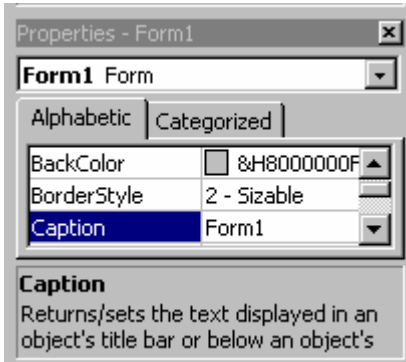 Properties - Form1
Form1 Form
Alphabetic Categorized
BackColor &H8000000F
BorderStyle 2 - Sizable
Caption Form1
Caption
Returns/sets the text displayed in an
object's title bar or below an object's